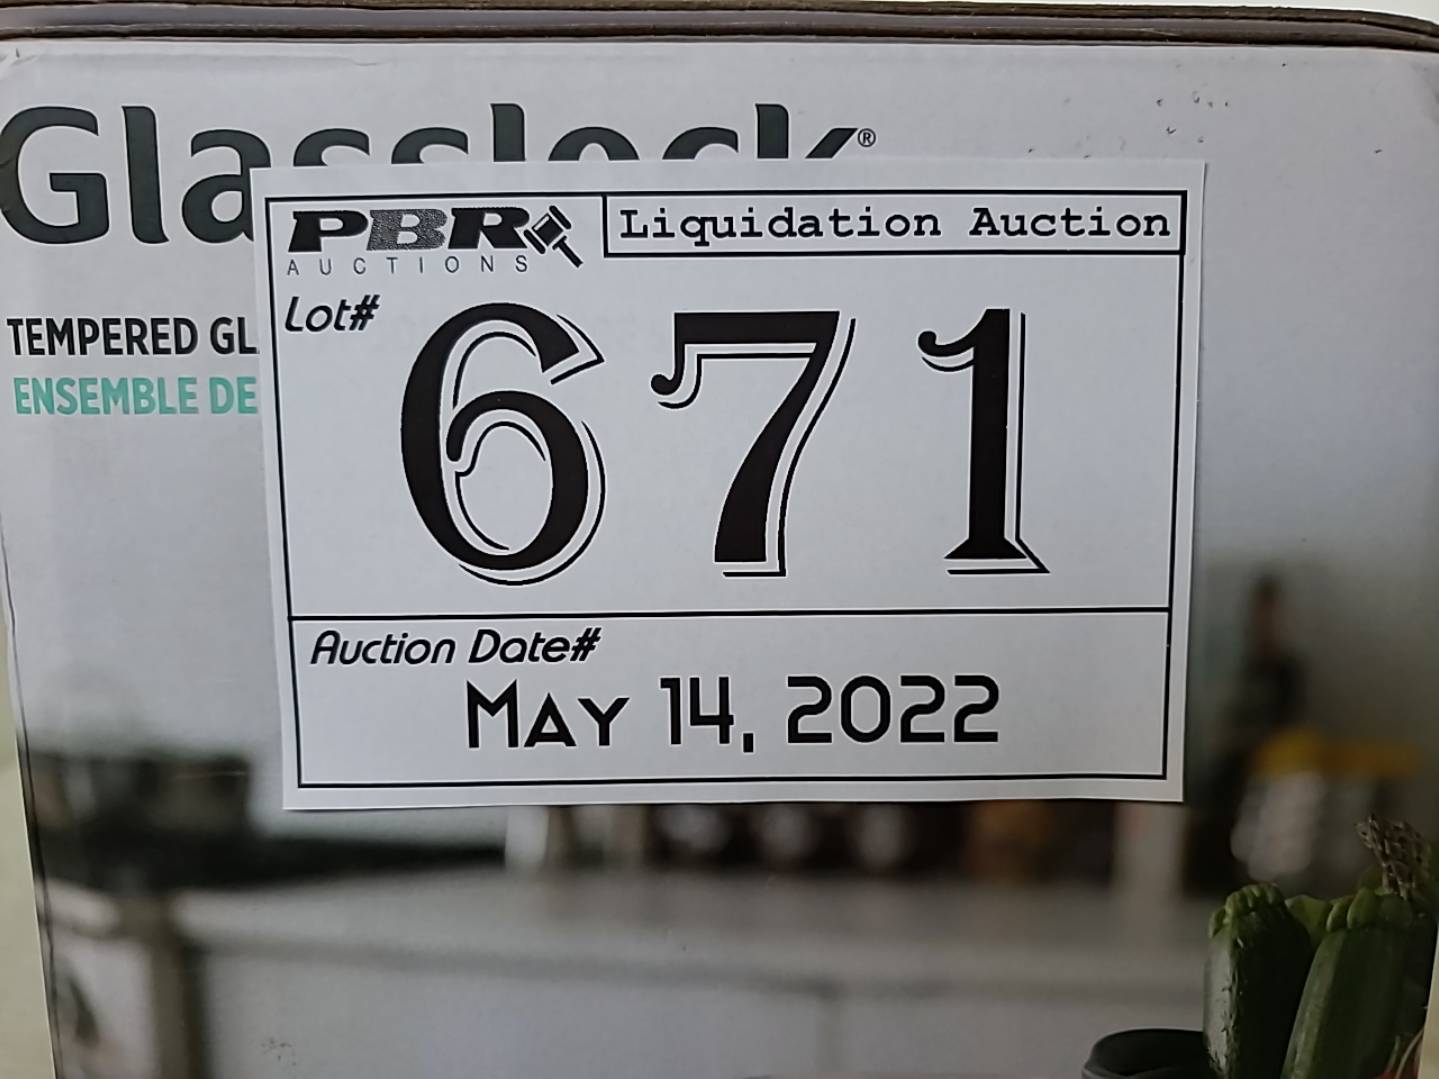 Glasslock®
PBR
AUCTIONS
Liquidation Auction
Lot#
671
TEMPERED GL
ENSEMBLE DE
Auction Date#
May 14, 2022